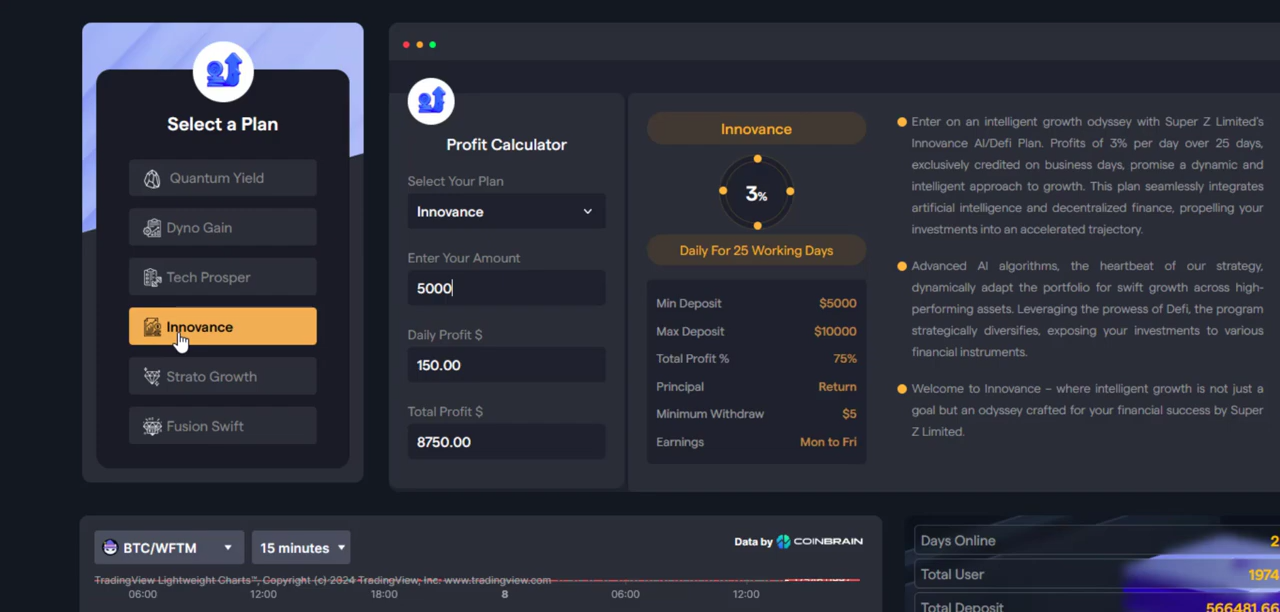 Select a Plan
Quantum Yield
Dyno Gain
Tech Prosper
Innovance
Strato Growth
Fusion Swift
Profit Calculator
Select Your Plan
Innovance
Enter Your Amount
5000
Daily Profit $
150.00
Total Profit $
8750.00
Innovance
3%
Daily For 25 Working Days
Min Deposit $5000
Max Deposit $10000
Total Profit % 75%
Principal Return
Minimum Withdraw $5
Earnings Mon to Fri
Enter on an intelligent growth odyssey with Super Z Limited's
Innovance AI/Defi Plan. Profits of 3% per day over 25 days,
exclusively credited on business days, promise a dynamic and
intelligent approach to growth. This plan seamlessly integrates
artificial intelligence and decentralized finance, propelling your
investments into an accelerated trajectory.
Advanced AI algorithms, the heartbeat of our strategy,
dynamically adapt the portfolio for swift growth across high-
performing assets. Leveraging the prowess of Defi, the program
strategically diversifies, exposing your investments to various
financial instruments.
Welcome to Innovance – where intelligent growth is not just a
goal but an odyssey crafted for your financial success by Super
Z Limited.
BTC/WFTM
15 minutes
Data by COINBRAIN
TradingView Lightweight Charts™, Copyright (c) 2024 TradingView, Inc. www.tradingview.com
06:00 12:00 18:00 8 06:00 12:00
Days Online 2
Total User 1974
Total Deposit 566481.66